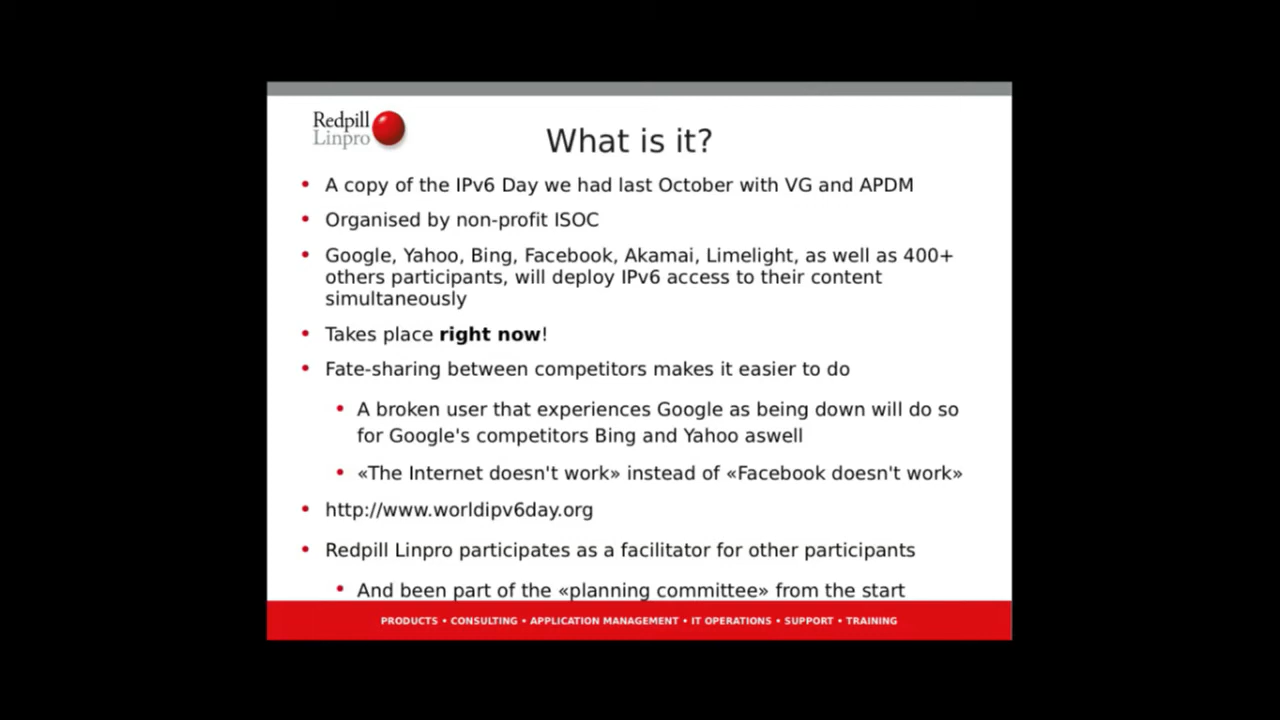 Redpill
Linpro
What is it?
• A copy of the IPv6 Day we had last October with VG and APDM
• Organised by non-profit ISOC
• Google, Yahoo, Bing, Facebook, Akamai, Limelight, as well as 400+
others participants, will deploy IPv6 access to their content
simultaneously
• Takes place right now!
• Fate-sharing between competitors makes it easier to do
• A broken user that experiences Google as being down will do so
for Google's competitors Bing and Yahoo aswell
• «The Internet doesn't work» instead of «Facebook doesn't work»
• http://www.worldipv6day.org
• Redpill Linpro participates as a facilitator for other participants
• And been part of the «planning committee» from the start
PRODUCTS • CONSULTING • APPLICATION MANAGEMENT • IT OPERATIONS • SUPPORT • TRAINING